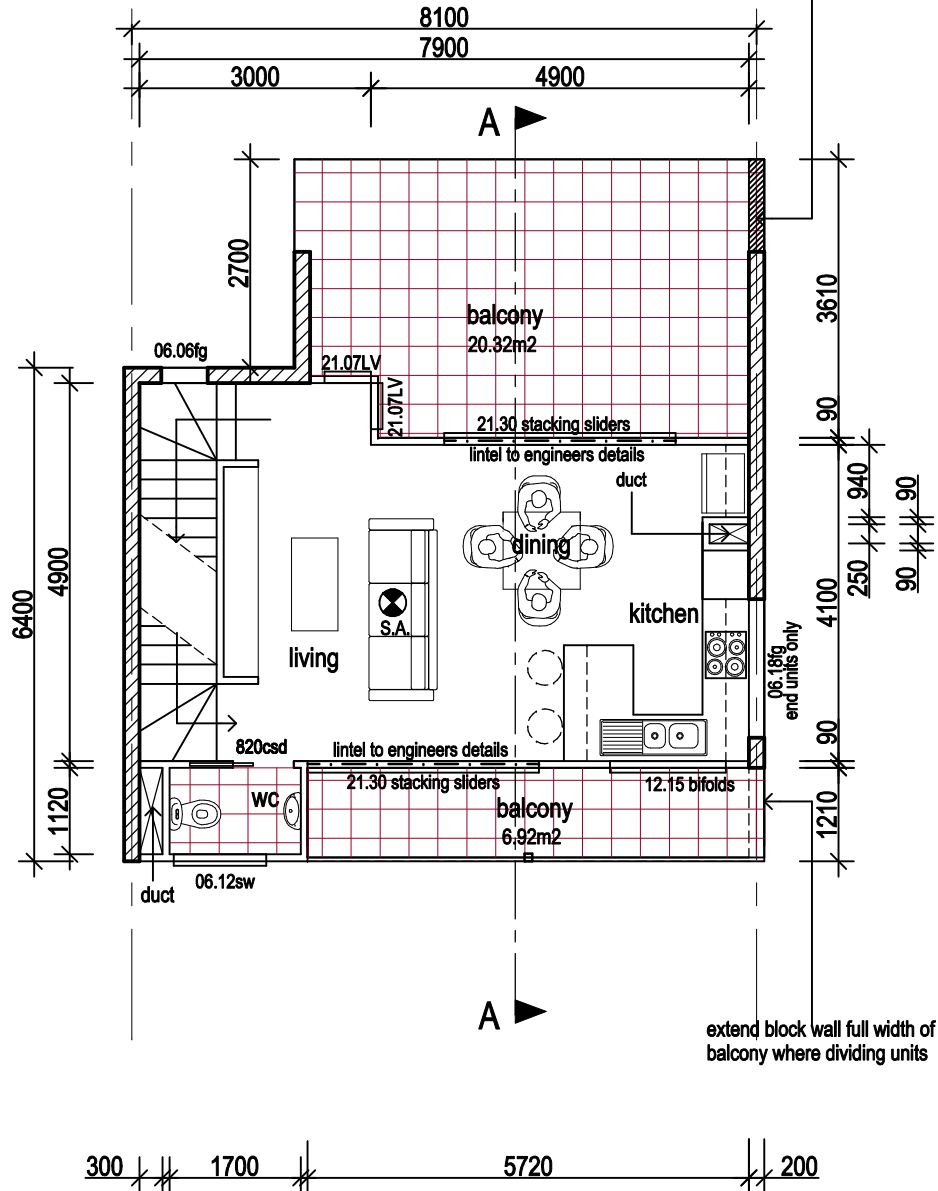 8100
7900
3000
4900
A
2700
3610
balcony
20.32m2
06.06fg
21.07LV
21.07LV
21.30 stacking sliders
lintel to engineers details
90
duct
940
90
dining
4900
6400
250
90
4100
kitchen
S.A.
living
06.18fg
end units only
820csd
lintel to engineers details
90
21.30 stacking sliders
12.15 bifolds
WC
balcony
6.92m2
1120
1210
06.12sw
duct
A
extend block wall full width of
balcony where dividing units
300
1700
5720
200